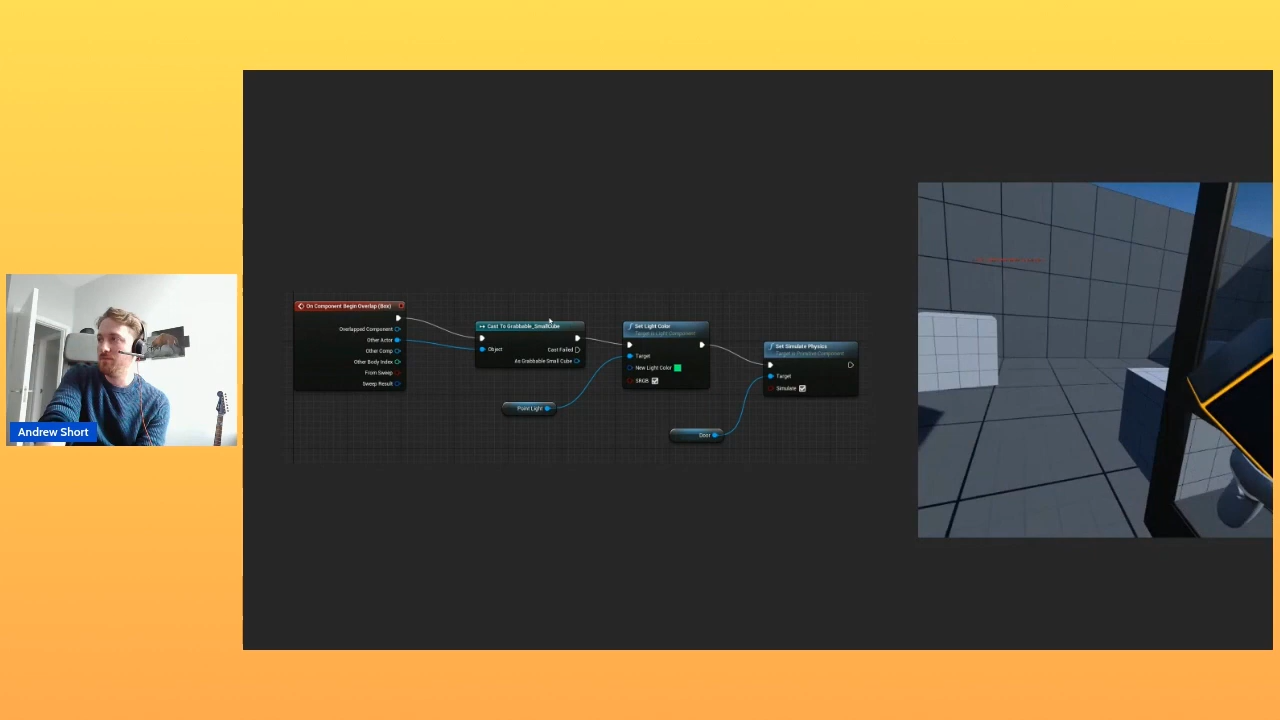 On Component Begin Overlap (Box)
Overlapped Component
Other Actor
Other Comp
Other Body Index
From Sweep
Sweep Result
Cast To Grabbable_SmallCube
Object
Cast Failed
As Grabbable Small Cube
Point Light
Set Light Color
Target is Light Component
Target
New Light Color
SRGB
Set Simulate Physics
Target is Primitive Component
Target
Simulate
Door
Andrew Short